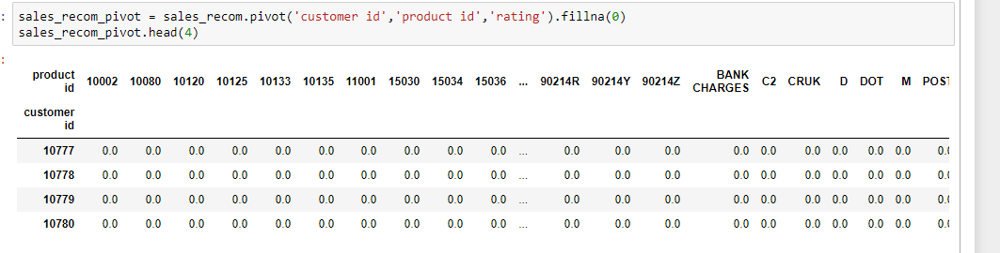 : sales_recom_pivot = sales_recom.pivot('customer id','product id','rating').fillna(0)
sales_recom_pivot.head(4)
:
product id 10002 10080 10120 10125 10133 10135 11001 15030 15034 15036 ... 90214R 90214Y 90214Z BANK CHARGES C2 CRUK D DOT M POST
customer id
10777 0.0 0.0 0.0 0.0 0.0 0.0 0.0 0.0 0.0 0.0 ... 0.0 0.0 0.0 0.0 0.0 0.0 0.0 0.0 0.0 0.0
10778 0.0 0.0 0.0 0.0 0.0 0.0 0.0 0.0 0.0 0.0 ... 0.0 0.0 0.0 0.0 0.0 0.0 0.0 0.0 0.0 0.0
10779 0.0 0.0 0.0 0.0 0.0 0.0 0.0 0.0 0.0 0.0 ... 0.0 0.0 0.0 0.0 0.0 0.0 0.0 0.0 0.0 0.0
10780 0.0 0.0 0.0 0.0 0.0 0.0 0.0 0.0 0.0 0.0 ... 0.0 0.0 0.0 0.0 0.0 0.0 0.0 0.0 0.0 0.0